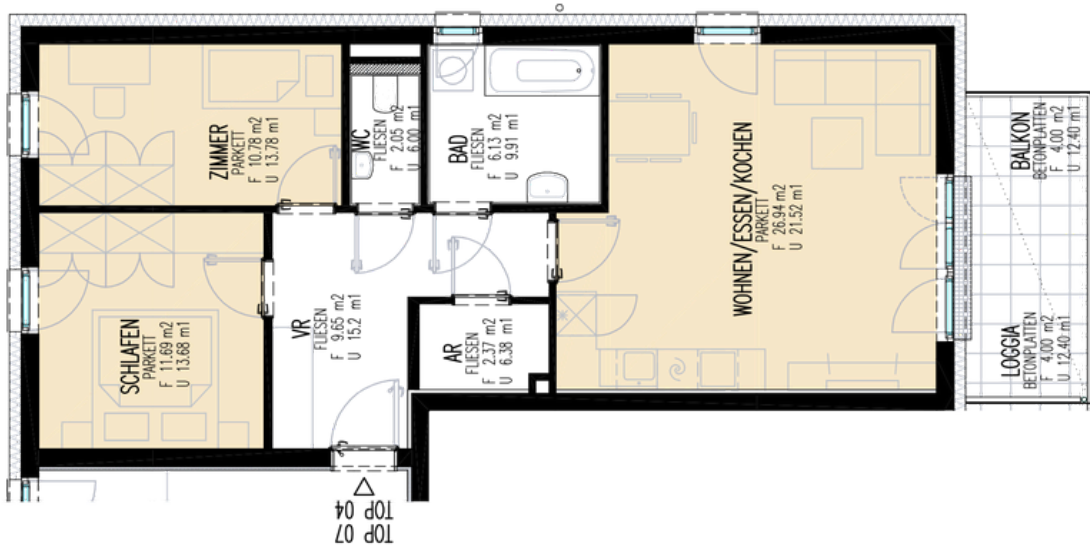 ZIMMER
PARKETT
F 10.78 m2
U 13.78 m1
WC
FLIESEN
F 2.05 m2
U 6.00 m1
BAD
FLIESEN
F 6.13 m2
U 9.91 m1
WOHNEN/ESSEN/KOCHEN
PARKETT
F 26.94 m2
U 21.52 m1
BALKON
BETONPLATTEN
F 4.00 m2
U 12.40 m1
SCHLAFEN
PARKETT
F 11.69 m2
U 13.68 m1
VR
FLIESEN
F 9.65 m2
U 15.2 m1
AR
FLIESEN
F 2.37 m2
U 6.38 m1
LOGGIA
BETONPLATTEN
F 4.00 m2
U 12.40 m1
TOP 07
TOP 04